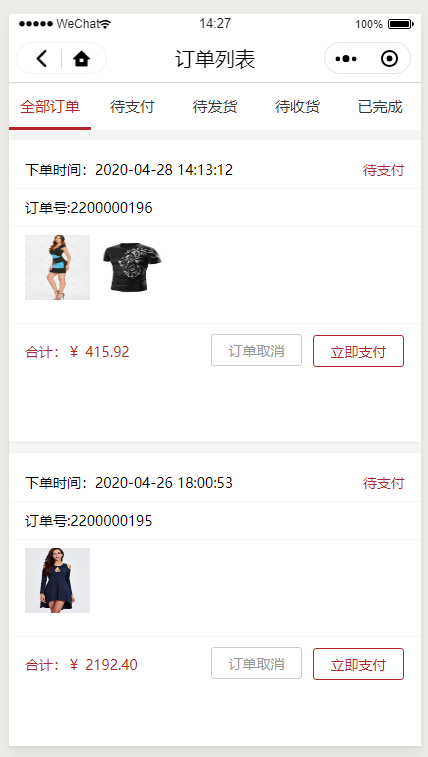 WeChat 14:27 100%
订单列表
全部订单 待支付 待发货 待收货 已完成
下单时间：2020-04-28 14:13:12 待支付
订单号:2200000196
合计：￥ 415.92 订单取消 立即支付
下单时间：2020-04-26 18:00:53 待支付
订单号:2200000195
合计：￥ 2192.40 订单取消 立即支付